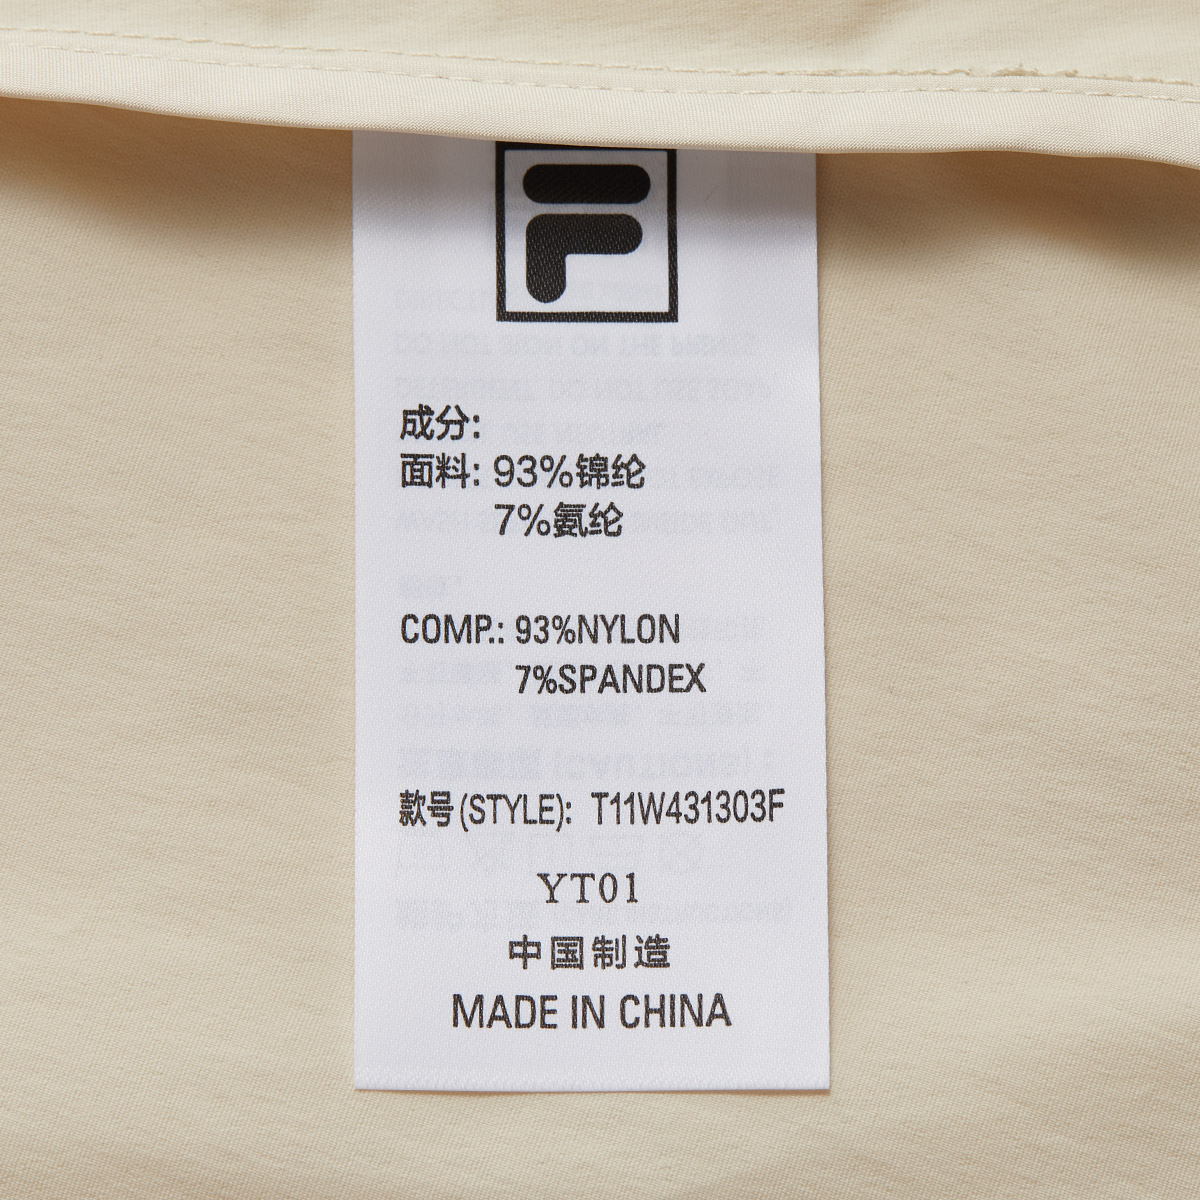 F
成分:
面料: 93%锦纶
7%氨纶
COMP.: 93%NYLON
7%SPANDEX
款号(STYLE): T11W431303F
YT01
中国制造
MADE IN CHINA